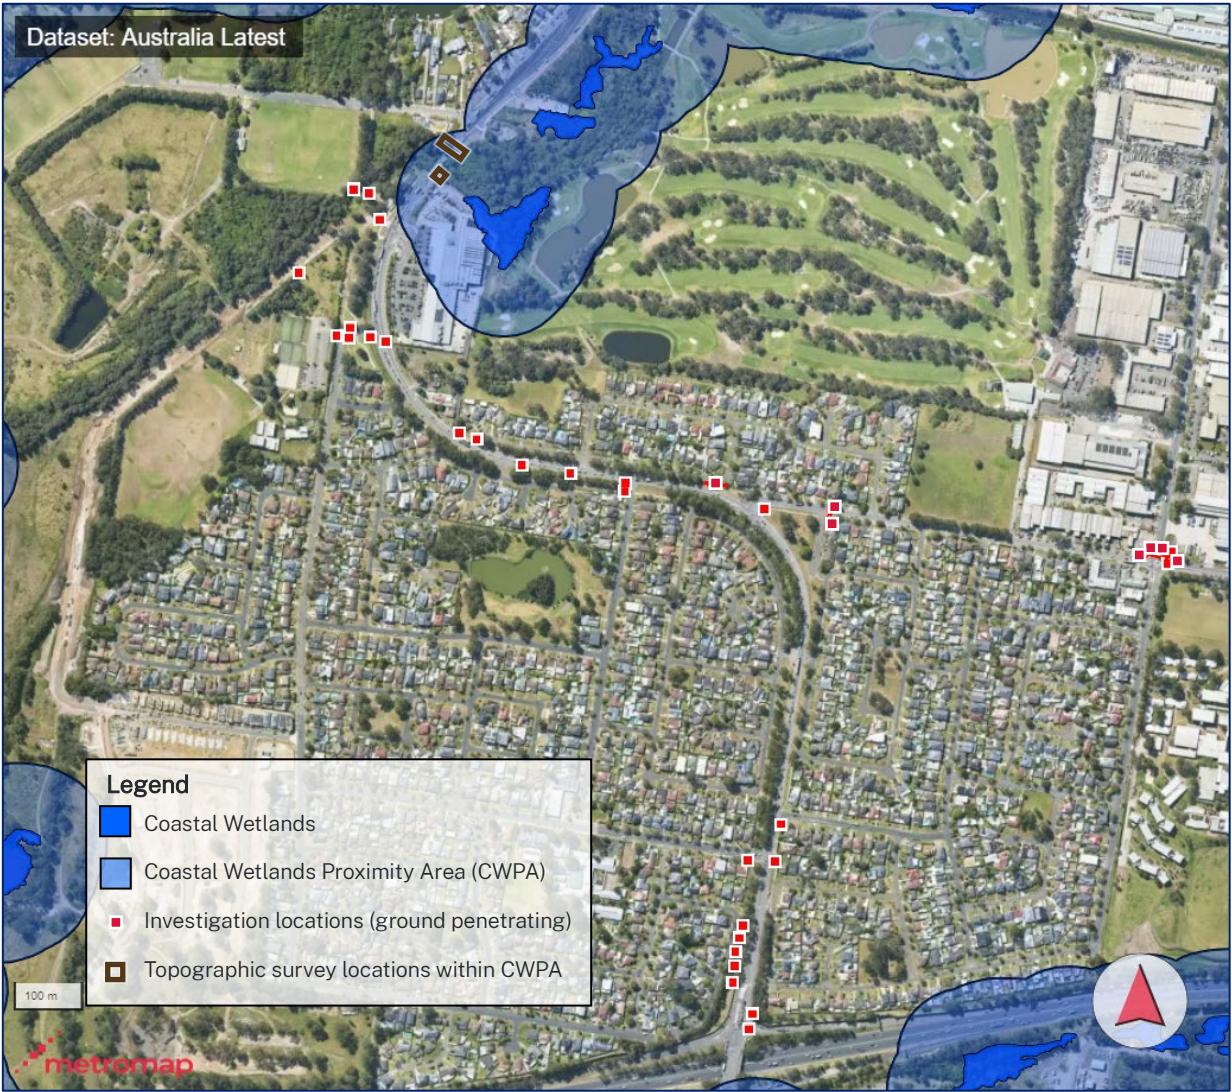 Dataset: Australia Latest
Legend
Coastal Wetlands
Coastal Wetlands Proximity Area (CWPA)
Investigation locations (ground penetrating)
Topographic survey locations within CWPA
100 m
metromap